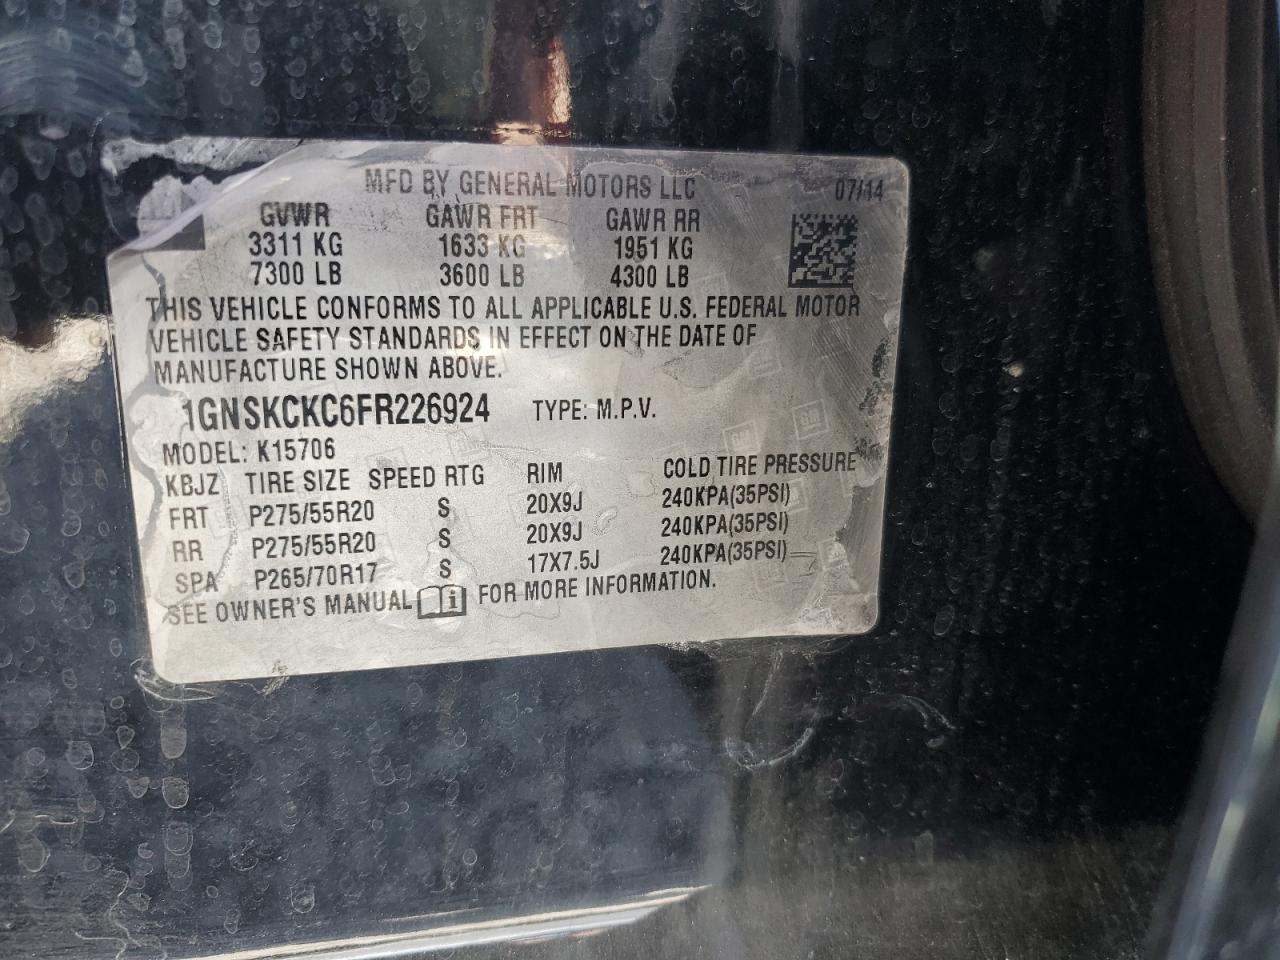 MFD BY GENERAL MOTORS LLC 07/14
GVWR GAWR FRT GAWR RR
3311 KG 1633 KG 1951 KG
7300 LB 3600 LB 4300 LB
THIS VEHICLE CONFORMS TO ALL APPLICABLE U.S. FEDERAL MOTOR
VEHICLE SAFETY STANDARDS IN EFFECT ON THE DATE OF
MANUFACTURE SHOWN ABOVE.
1GNSKCKC6FR226924 TYPE: M.P.V.
MODEL: K15706
KBJZ TIRE SIZE SPEED RTG RIM COLD TIRE PRESSURE
FRT P275/55R20 S 20X9J 240KPA(35PSI)
RR P275/55R20 S 20X9J 240KPA(35PSI)
SPA P265/70R17 S 17X7.5J 240KPA(35PSI)
SEE OWNER'S MANUAL i FOR MORE INFORMATION.